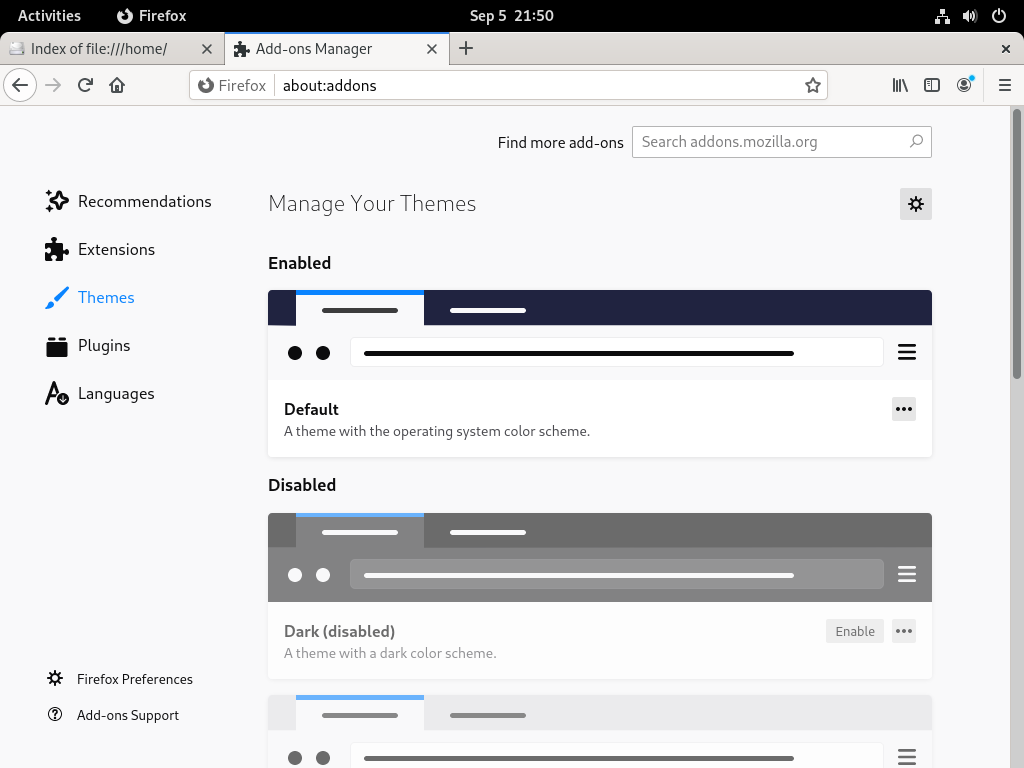 Activities
Firefox
Sep 5 21:50
Index of file:///home/
Add-ons Manager
Firefox
about:addons
Find more add-ons
Search addons.mozilla.org
Recommendations
Extensions
Themes
Plugins
Languages
Firefox Preferences
Add-ons Support
Manage Your Themes
Enabled
Default
A theme with the operating system color scheme.
Disabled
Dark (disabled)
Enable
A theme with a dark color scheme.